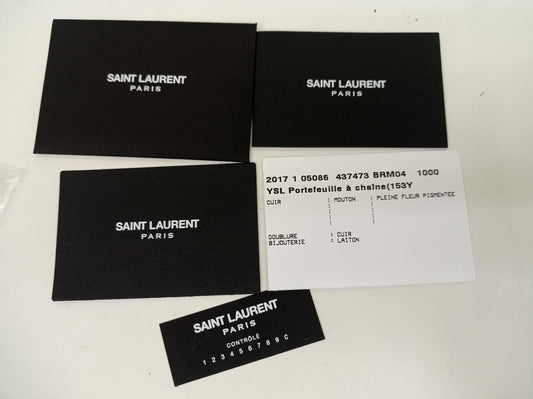 SAINT LAURENT
PARIS
SAINT LAURENT
PARIS
SAINT LAURENT
PARIS
2017 1 05086 437473 BRM04 1000
YSL Portefeuille à chaîne(153Y
CUIR : MOUTON : PLEINE FLEUR PIGMENTEE
: :
: :
: :
DOUBLURE : CUIR
BIJOUTERIE : LAITON
SAINT LAURENT
PARIS
CONTRÔLE
1 2 3 4 5 6 7 8 9 C